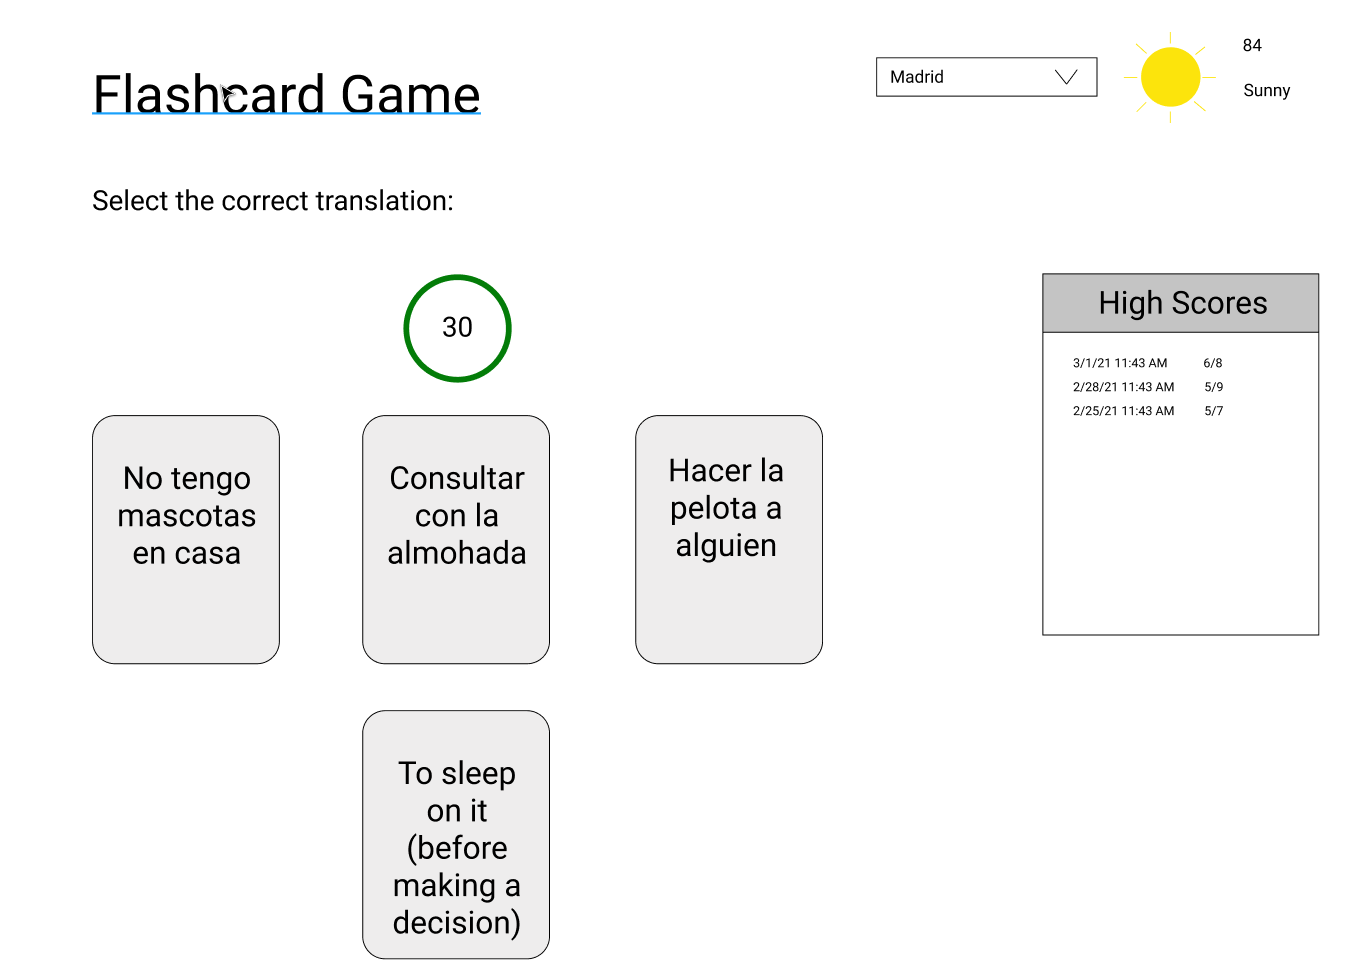 Flashcard Game
Madrid
84
Sunny
Select the correct translation:
30
No tengo
mascotas
en casa
Consultar
con la
almohada
Hacer la
pelota a
alguien
To sleep
on it
(before
making a
decision)
High Scores
3/1/21 11:43 AM 6/8
2/28/21 11:43 AM 5/9
2/25/21 11:43 AM 5/7